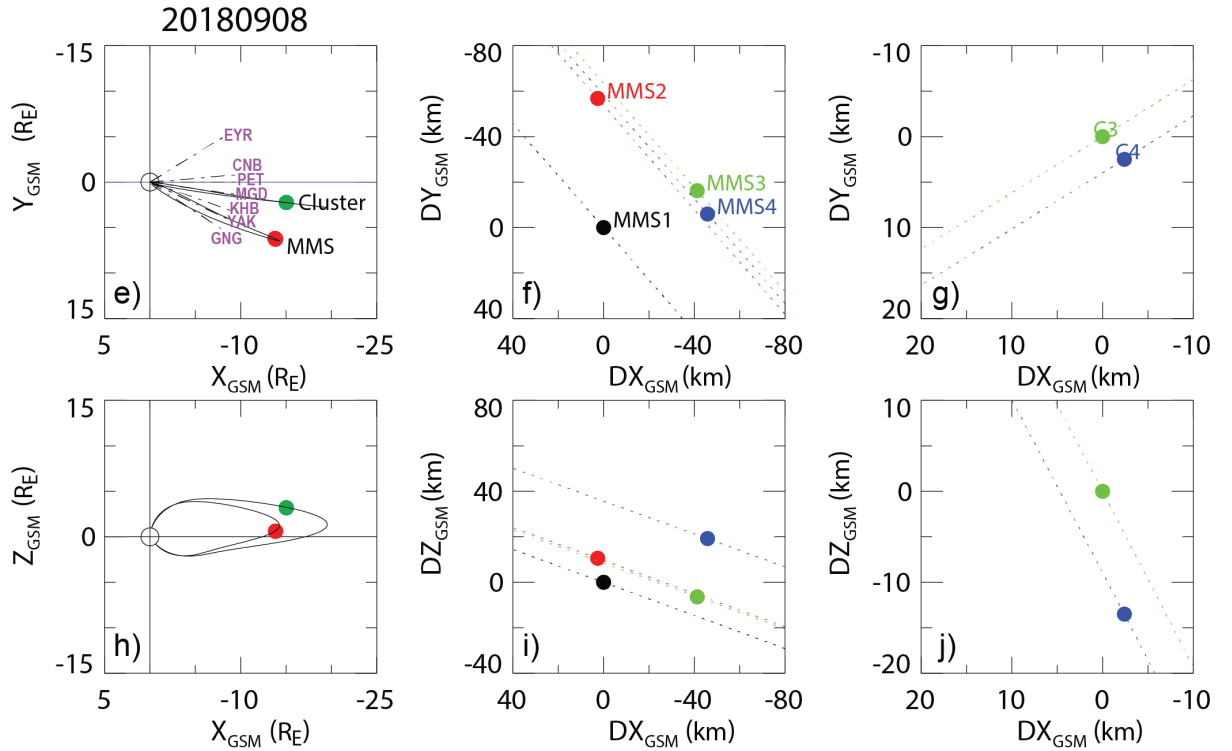 20180908
-15
0
15
Y_GSM (R_E)
EYR
CNB
PET
MGD
KHB
YAK
GNG
Cluster
MMS
e)
5 -10 -25
X_GSM (R_E)
-80
-40
0
40
DY_GSM (km)
MMS2
MMS3
MMS4
MMS1
f)
40 0 -40 -80
DX_GSM (km)
-10
0
10
20
DY_GSM (km)
C3
C4
g)
20 10 0 -10
DX_GSM (km)
15
0
-15
Z_GSM (R_E)
h)
5 -10 -25
X_GSM (R_E)
80
40
0
-40
DZ_GSM (km)
i)
40 0 -40 -80
DX_GSM (km)
10
0
-10
-20
DZ_GSM (km)
j)
20 10 0 -10
DX_GSM (km)